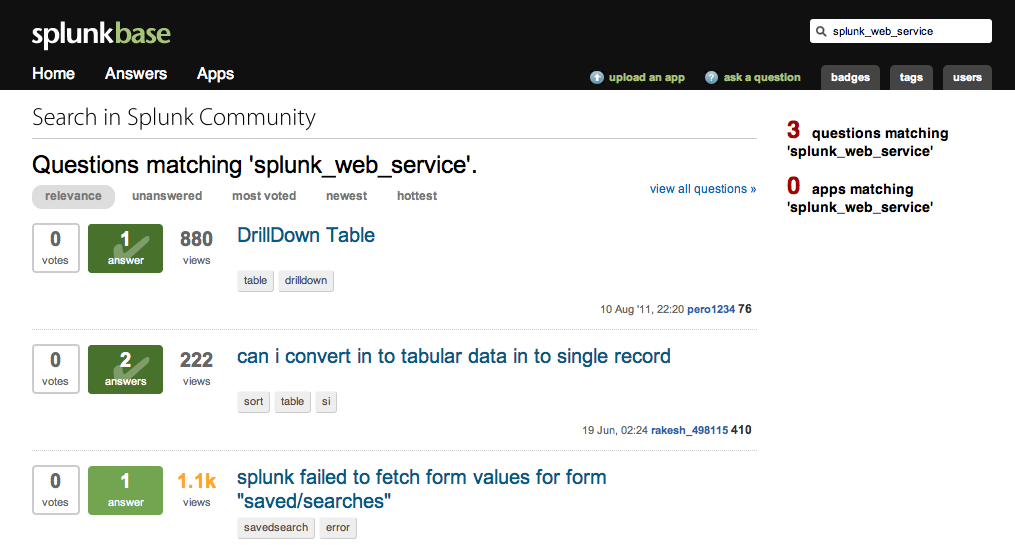 splunkbase
splunk_web_service
Home Answers Apps
upload an app ask a question badges tags users
Search in Splunk Community
Questions matching 'splunk_web_service'.
relevance unanswered most voted newest hottest
view all questions »
0
votes
1
answer
880
views
DrillDown Table
table drilldown
10 Aug '11, 22:20 pero1234 76
0
votes
2
answers
222
views
can i convert in to tabular data in to single record
sort table si
19 Jun, 02:24 rakesh_498115 410
0
votes
1
answer
1.1k
views
splunk failed to fetch form values for form
"saved/searches"
savedsearch error
3 questions matching
'splunk_web_service'
0 apps matching
'splunk_web_service'